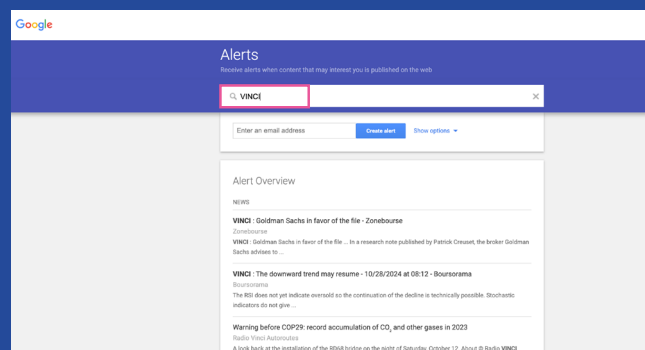 Google
Alerts
Receive alerts when content that may interest you is published on the web
VINCI
Enter an email address
Create alert
Show options
Alert Overview
NEWS
VINCI : Goldman Sachs in favor of the file - Zonebourse
Zonebourse
VINCI : Goldman Sachs in favor of the file ... In a research note published by Patrick Creuset, the broker Goldman
Sachs advises to ...
VINCI : The downward trend may resume - 10/28/2024 at 08:12 - Boursorama
Boursorama
The RSI does not yet indicate oversold so the continuation of the decline is technically possible. Stochastic
indicators do not give ...
Warning before COP29: record accumulation of CO₂ and other gases in 2023
Radio Vinci Autoroutes
A look back at the installation of the RD68 bridge on the night of Saturday, October 12. About © Radio VINCI